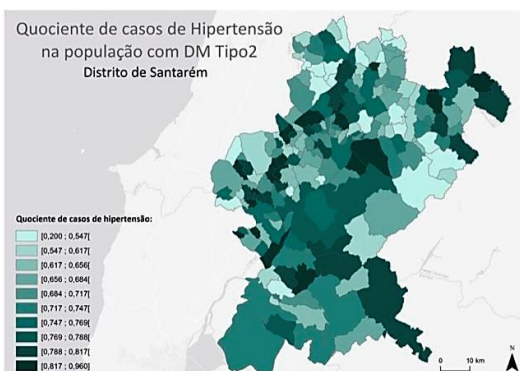 Quociente de casos de Hipertensão
na população com DM Tipo2
Distrito de Santarém
Quociente de casos de hipertensão:
[0,200 ; 0,547[
[0,547 ; 0,617[
[0,617 ; 0,656[
[0,656 ; 0,684[
[0,684 ; 0,717[
[0,717 ; 0,747[
[0,747 ; 0,769[
[0,769 ; 0,788[
[0,788 ; 0,817[
[0,817 ; 0,960]
N
0 10 km